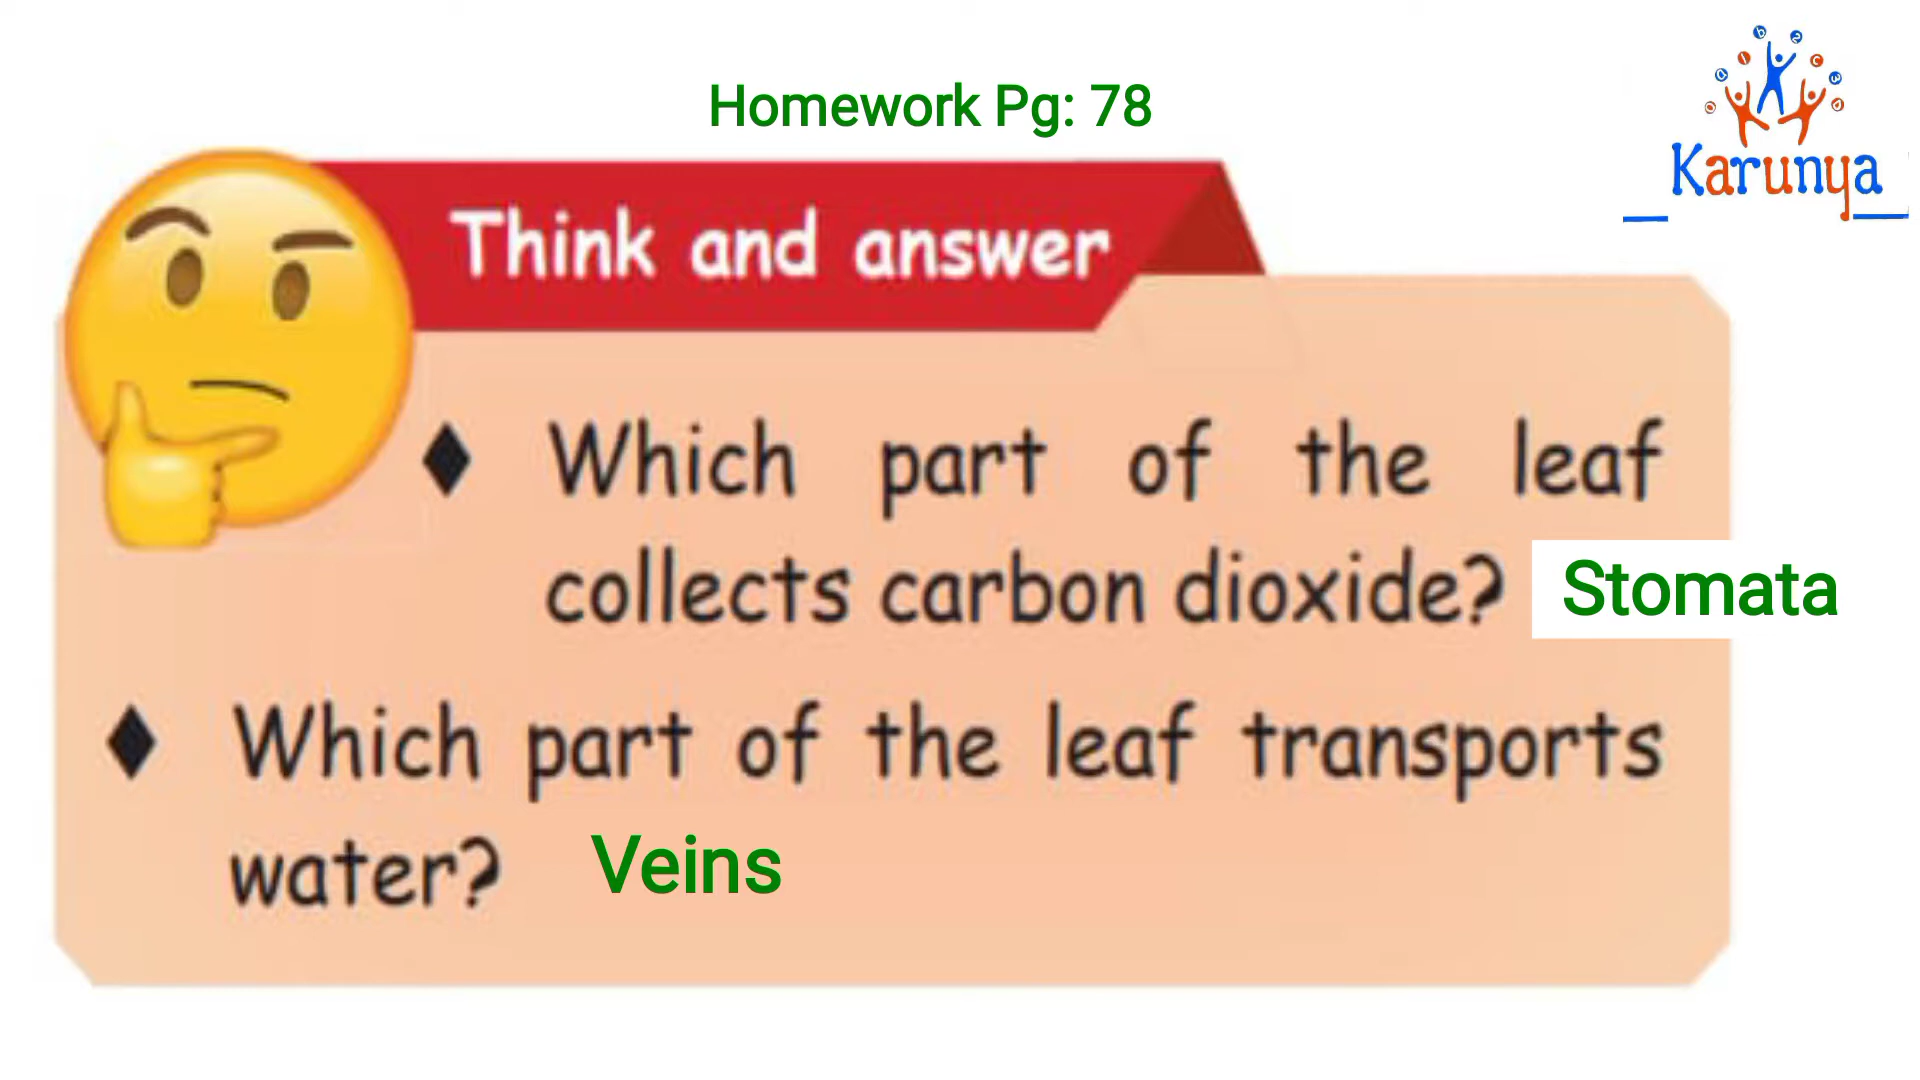 Homework Pg: 78
Karunya
Think and answer
♦ Which part of the leaf
collects carbon dioxide? Stomata
♦ Which part of the leaf transports
water? Veins